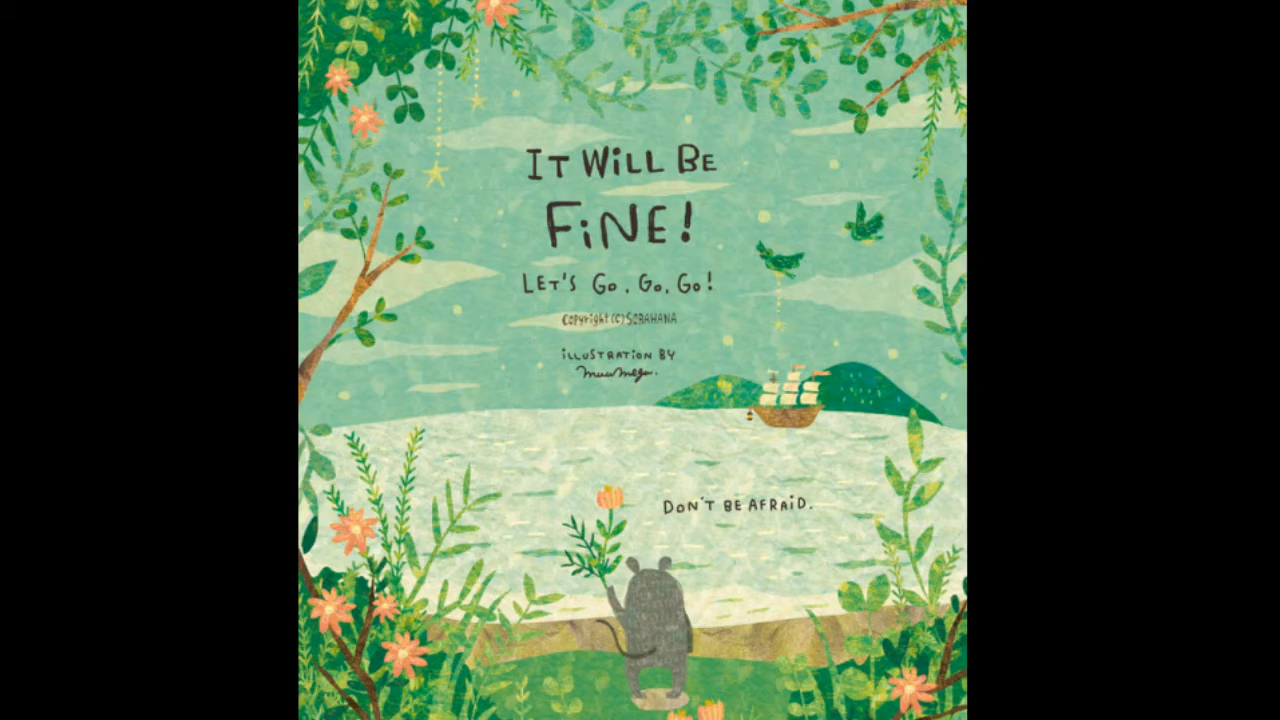 IT WiLL BE
FiNE!
LET'S Go, Go, Go!
Copyright (C) SORAHANA
iLLUSTRATiON BY
DON'T BE AFRAiD.